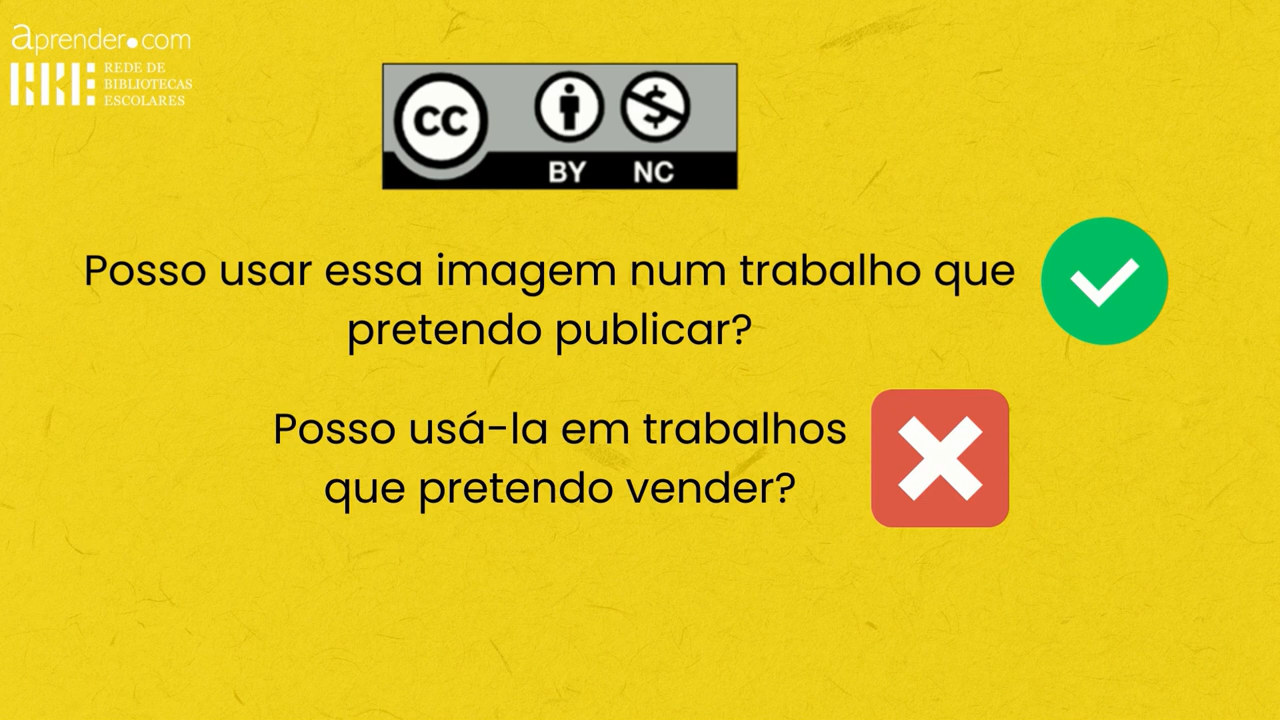 aprender.com
REDE DE
BIBLIOTECAS
ESCOLARES
CC
BY NC
Posso usar essa imagem num trabalho que
pretendo publicar?
Posso usá-la em trabalhos
que pretendo vender?